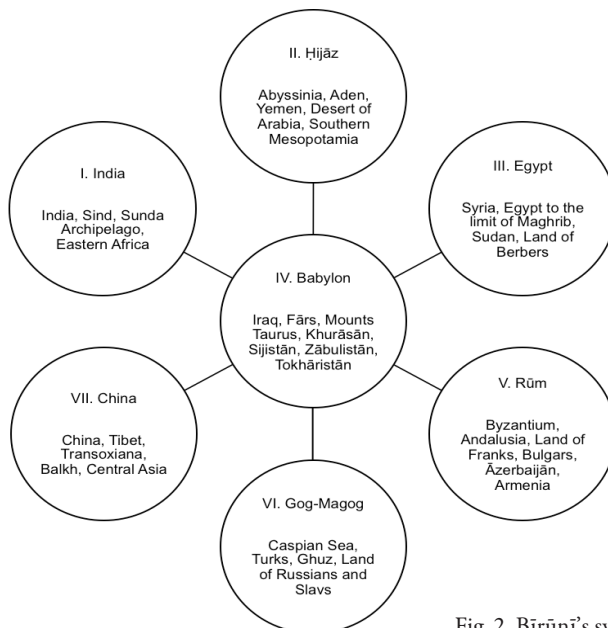 II. Ḥijāz
Abyssinia, Aden,
Yemen, Desert of
Arabia, Southern
Mesopotamia
I. India
India, Sind, Sunda
Archipelago,
Eastern Africa
III. Egypt
Syria, Egypt to the
limit of Maghrib,
Sudan, Land of
Berbers
IV. Babylon
Iraq, Fārs, Mounts
Taurus, Khurāsān,
Sijistān, Zābulistān,
Tokhāristān
VII. China
China, Tibet,
Transoxiana,
Balkh, Central Asia
V. Rūm
Byzantium,
Andalusia, Land of
Franks, Bulgars,
Āzerbaijān,
Armenia
VI. Gog-Magog
Caspian Sea,
Turks, Ghuz, Land
of Russians and
Slavs
Fig. 2. Bīrūnī’s